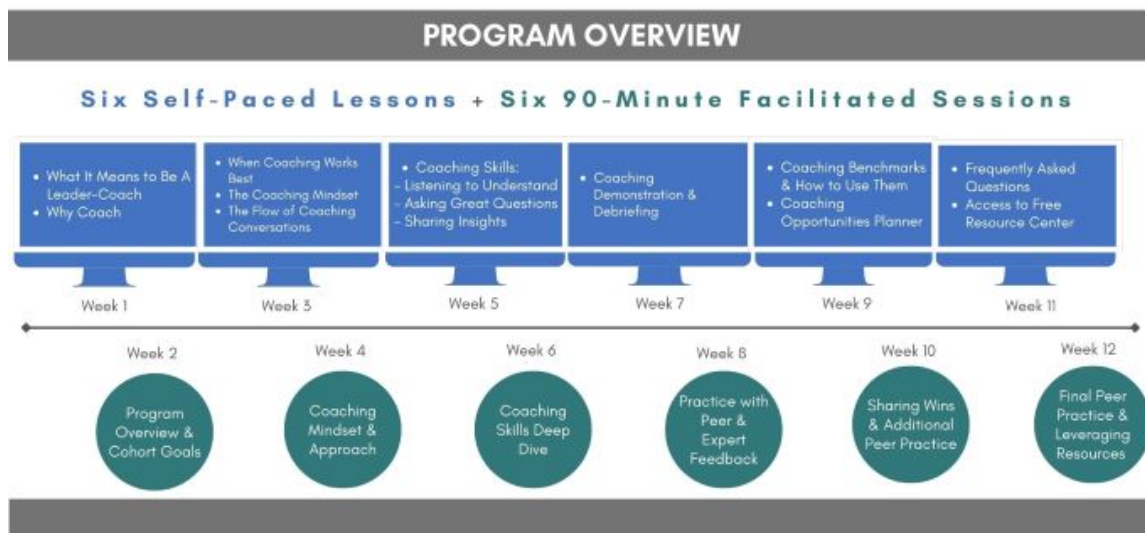 PROGRAM OVERVIEW
Six Self-Paced Lessons + Six 90-Minute Facilitated Sessions
• What It Means to Be A
Leader-Coach
• Why Coach
• When Coaching Works
Best
• The Coaching Mindset
• The Flow of Coaching
Conversations
• Coaching Skills:
- Listening to Understand
- Asking Great Questions
- Sharing Insights
• Coaching
Demonstration &
Debriefing
• Coaching Benchmarks
& How to Use Them
• Coaching
Opportunities Planner
• Frequently Asked
Questions
• Access to Free
Resource Center
Week 1
Week 3
Week 5
Week 7
Week 9
Week 11
Week 2
Week 4
Week 6
Week 8
Week 10
Week 12
Program
Overview &
Cohort Goals
Coaching
Mindset &
Approach
Coaching
Skills Deep
Dive
Practice with
Peer &
Expert
Feedback
Sharing Wins
& Additional
Peer Practice
Final Peer
Practice &
Leveraging
Resources